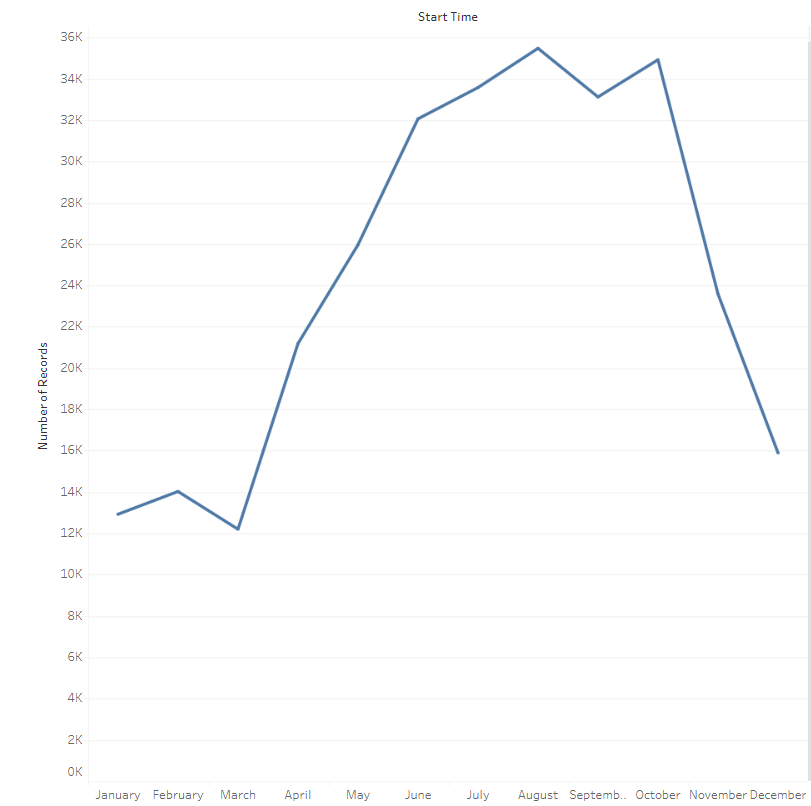 Start Time
36K
34K
32K
30K
28K
26K
24K
22K
20K
18K
16K
14K
12K
10K
8K
6K
4K
2K
0K
Number of Records
January February March April May June July August Septemb.. October November December